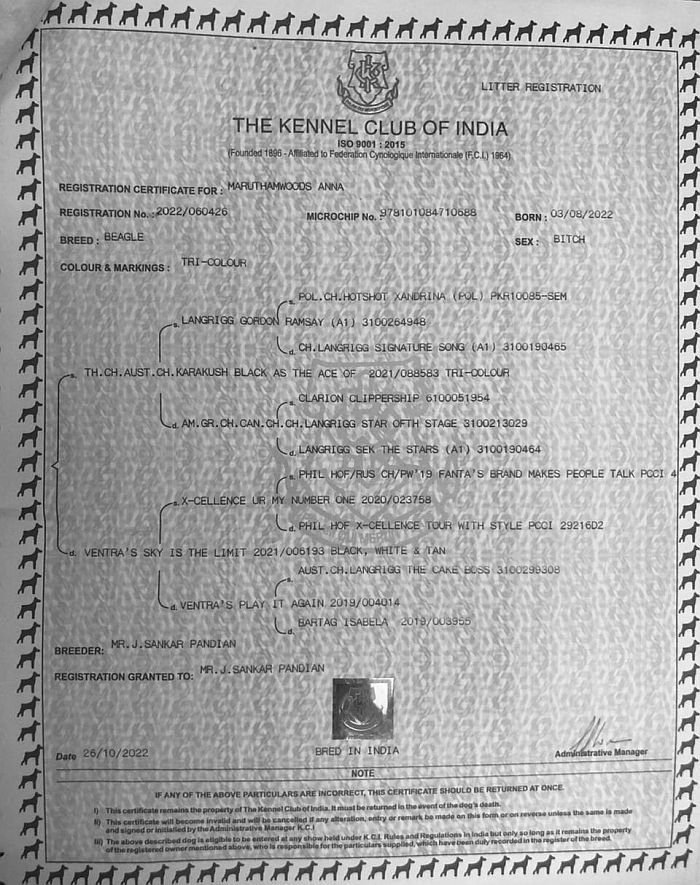 LITTER REGISTRATION
THE KENNEL CLUB OF INDIA
ISO 9001 : 2015
(Founded 1896 - Affiliated to Federation Cynologique Internationale (F.C.I.) 1964)
REGISTRATION CERTIFICATE FOR : MARUTHAMWOODS ANNA
REGISTRATION No. : 2022/060426 MICROCHIP No. 978101084710688 BORN : 03/08/2022
BREED : BEAGLE SEX : BITCH
COLOUR & MARKINGS : TRI-COLOUR
s. POL.CH.HOTSHOT XANDRINA (POL) PKR10085-SEM
s. LANGRIGG GORDON RAMSAY (A1) 3100264948
d. CH.LANGRIGG SIGNATURE SONG (A1) 3100190465
s. TH.CH.AUST.CH.KARAKUSH BLACK AS THE ACE OF 2021/088583 TRI-COLOUR
s. CLARION CLIPPERSHIP 6100051954
d. AM.GR.CH.CAN.CH.CH.LANGRIGG STAR OFTH STAGE 3100213029
d. LANGRIGG SEK THE STARS (A1) 3100190464
s. PHIL HOF/RUS CH/PW'19 FANTA'S BRAND MAKES PEOPLE TALK PCCI 4
s. X-CELLENCE UR MY NUMBER ONE 2020/023758
d. PHIL HOF X-CELLENCE TOUR WITH STYLE PCCI 29216D2
d. VENTRA'S SKY IS THE LIMIT 2021/006193 BLACK, WHITE & TAN
s. AUST.CH.LANGRIGG THE CAKE BOSS 3100299308
d. VENTRA'S PLAY IT AGAIN 2019/004014
d. BARTAG ISABELA 2019/003955
BREEDER: MR.J.SANKAR PANDIAN
REGISTRATION GRANTED TO: MR.J.SANKAR PANDIAN
Date 26/10/2022 BRED IN INDIA Administrative Manager
NOTE
IF ANY OF THE ABOVE PARTICULARS ARE INCORRECT, THIS CERTIFICATE SHOULD BE RETURNED AT ONCE.
I) This certificate remains the property of The Kennel Club of India. It must be returned in the event of the dog's death.
II) This certificate will become invalid and will be cancelled if any alteration, entry or remark be made on this form or on reverse unless the same is made
and signed or initialled by the Administrative Manager K.C.I
III) The above described dog is eligible to be entered at any show held under K.C.I. Rules and Regulations in India but only so long as it remains the property
of the registered owner mentioned above, who is responsible for the particulars supplied, which have been duly recorded in the register of the breed.